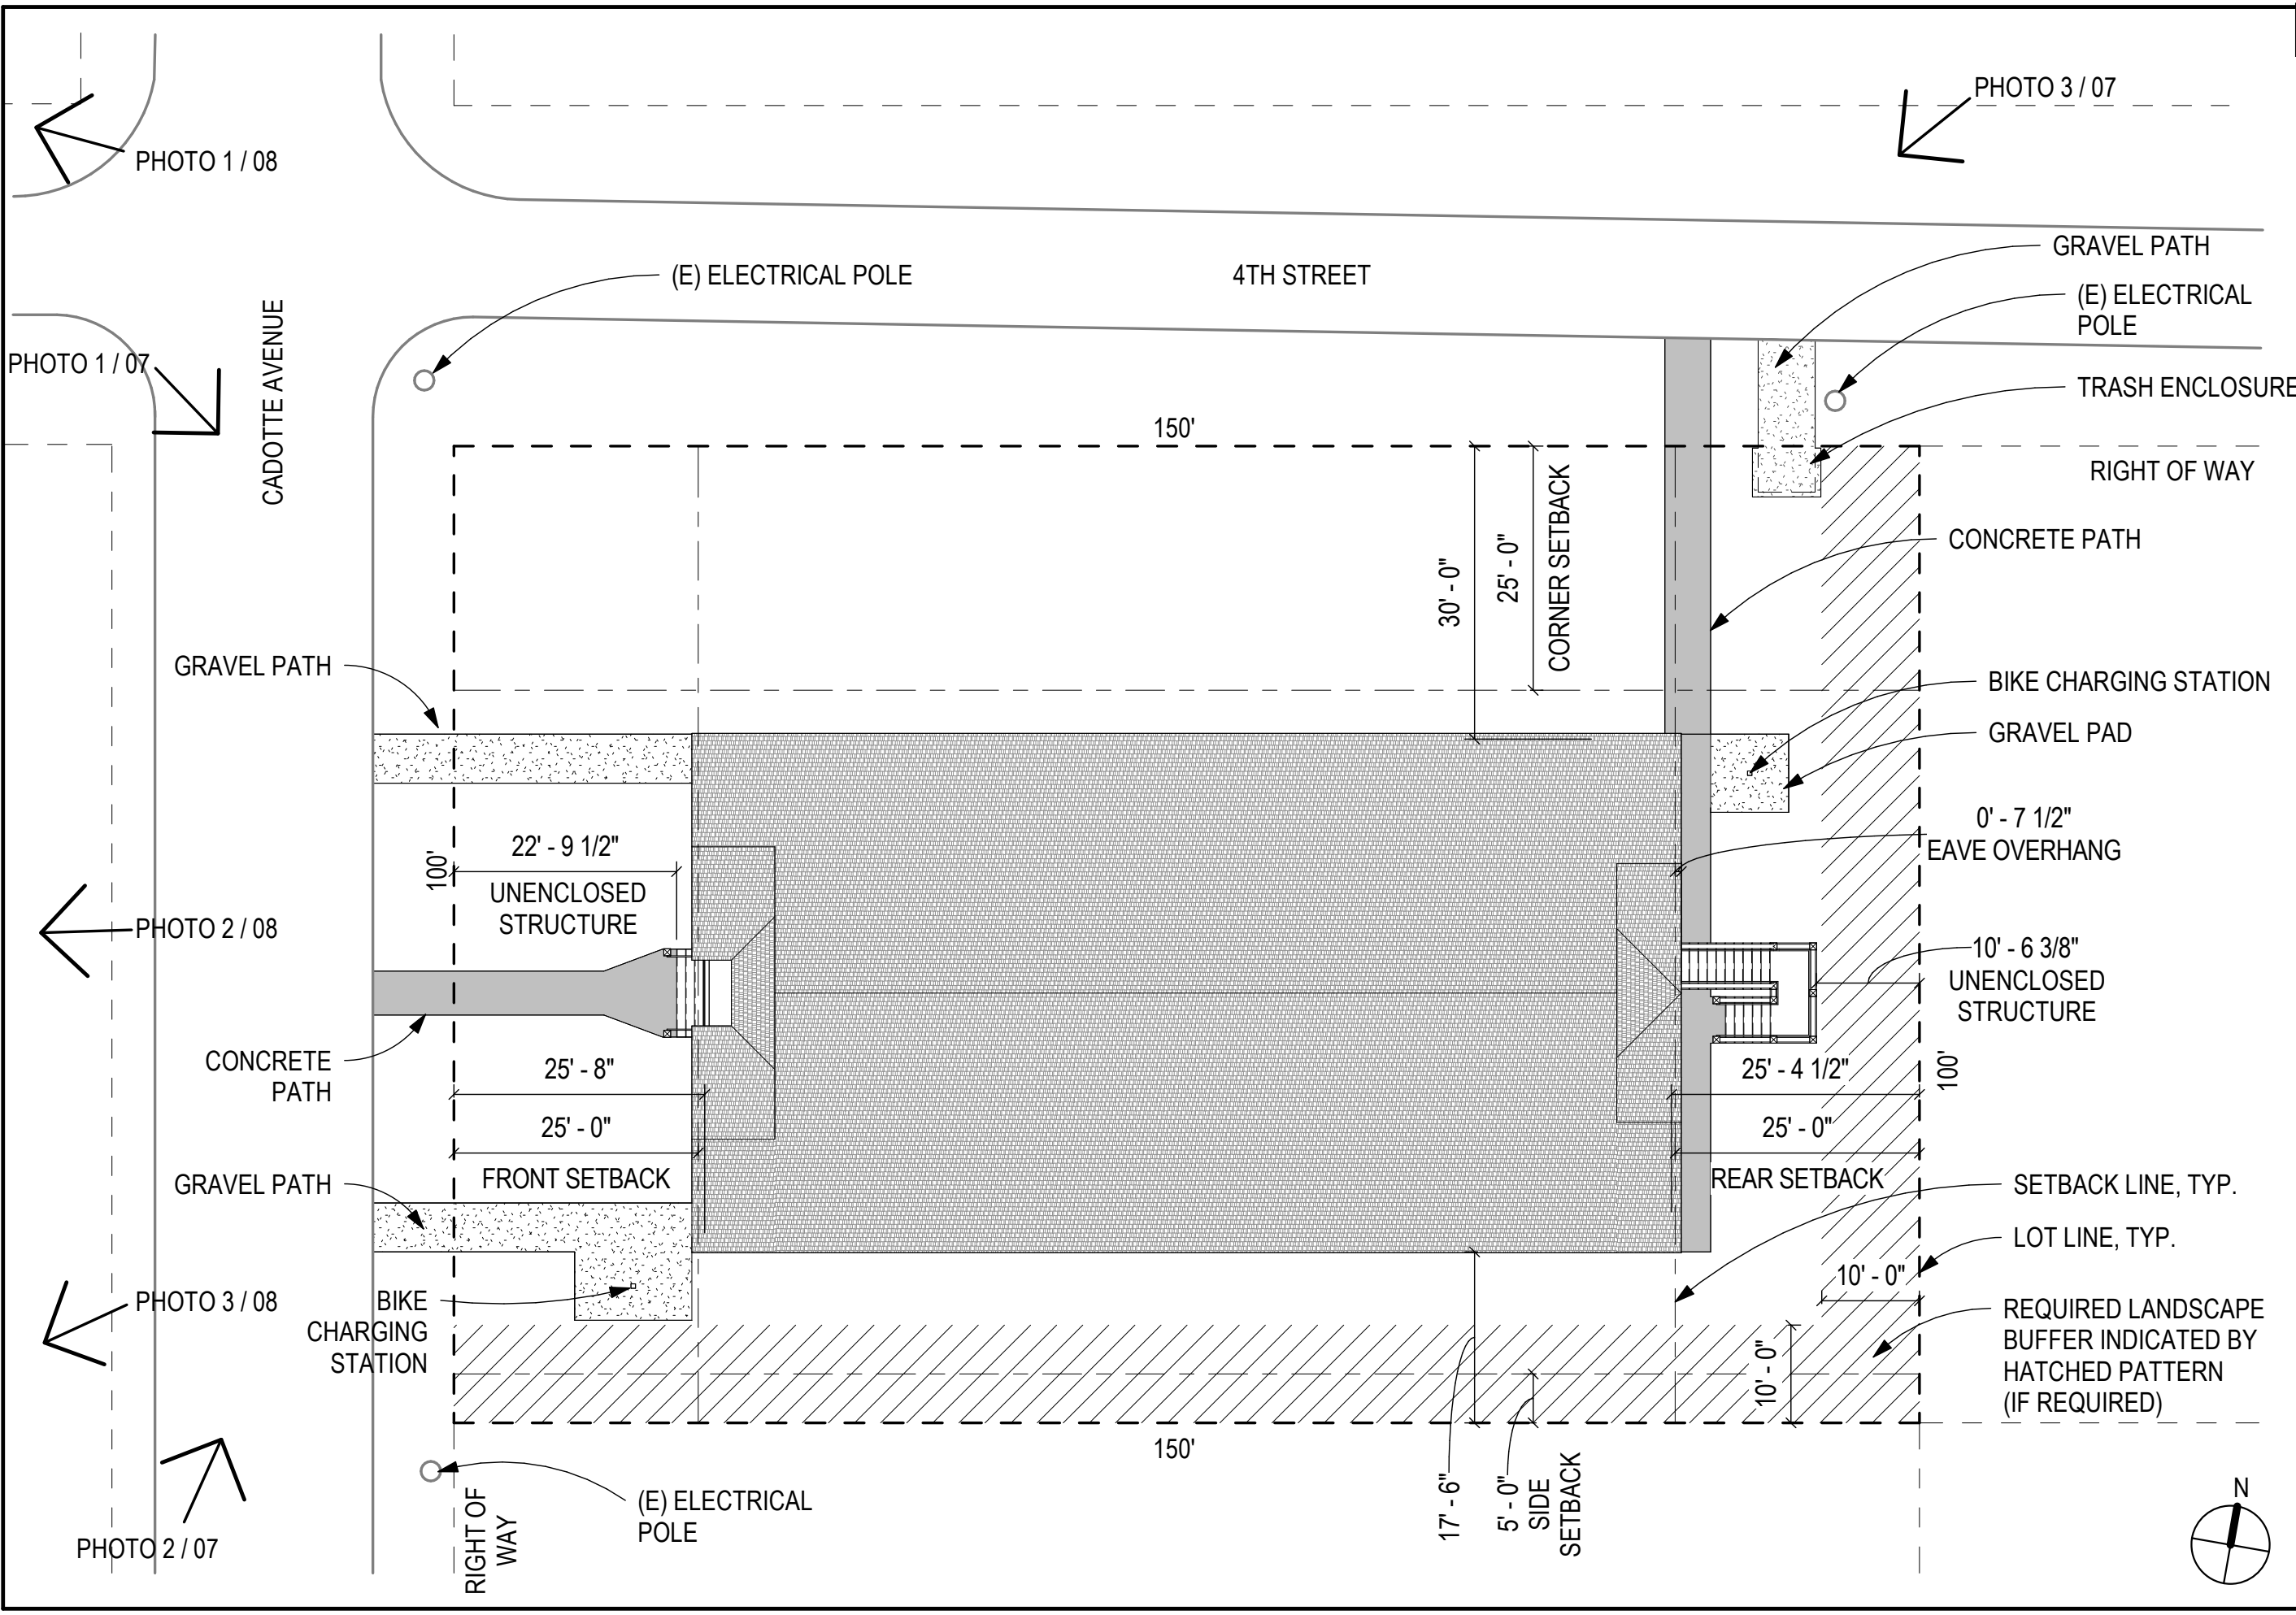 PHOTO 3 / 07
PHOTO 1 / 08
GRAVEL PATH
(E) ELECTRICAL POLE
4TH STREET
(E) ELECTRICAL
POLE
CADOTTE AVENUE
PHOTO 1 / 07
TRASH ENCLOSURE
150'
RIGHT OF WAY
CONCRETE PATH
30' - 0"
25' - 0"
CORNER SETBACK
GRAVEL PATH
BIKE CHARGING STATION
GRAVEL PAD
0' - 7 1/2"
EAVE OVERHANG
22' - 9 1/2"
UNENCLOSED
STRUCTURE
100'
PHOTO 2 / 08
10' - 6 3/8"
UNENCLOSED
STRUCTURE
CONCRETE
PATH
25' - 8"
25' - 0"
FRONT SETBACK
25' - 4 1/2"
25' - 0"
REAR SETBACK
100'
GRAVEL PATH
SETBACK LINE, TYP.
LOT LINE, TYP.
10' - 0"
PHOTO 3 / 08
BIKE
CHARGING
STATION
REQUIRED LANDSCAPE
BUFFER INDICATED BY
HATCHED PATTERN
(IF REQUIRED)
10' - 0"
150'
17' - 6"
5' - 0"
SIDE
SETBACK
(E) ELECTRICAL
POLE
RIGHT OF
WAY
PHOTO 2 / 07
N